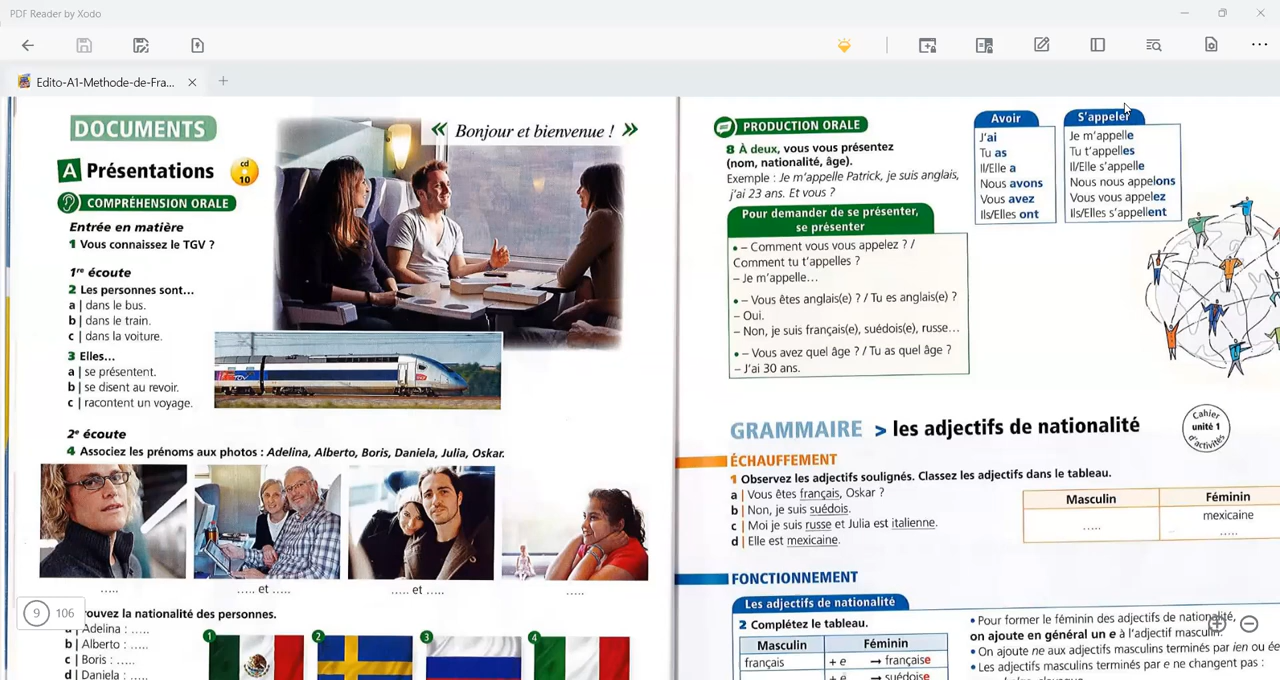 PDF Reader by Xodo
Edito-A1-Methode-de-Fra...
DOCUMENTS
« Bonjour et bienvenue ! »
A Présentations
cd
10
COMPRÉHENSION ORALE
Entrée en matière
1 Vous connaissez le TGV ?
1re écoute
2 Les personnes sont...
a | dans le bus.
b | dans le train.
c | dans la voiture.
3 Elles...
a | se présentent.
b | se disent au revoir.
c | racontent un voyage.
2e écoute
4 Associez les prénoms aux photos : Adelina, Alberto, Boris, Daniela, Julia, Oskar.
.....
..... et .....
..... et .....
.....
9 106
rouvez la nationalité des personnes.
Adelina : .....
b | Alberto : .....
c | Boris : .....
d | Daniela : .....
1
2
3
4
PRODUCTION ORALE
8 À deux, vous vous présentez
(nom, nationalité, âge).
Exemple : Je m'appelle Patrick, je suis anglais,
j'ai 23 ans. Et vous ?
Pour demander de se présenter,
se présenter
• – Comment vous vous appelez ? /
Comment tu t'appelles ?
– Je m'appelle...
• – Vous êtes anglais(e) ? / Tu es anglais(e) ?
– Oui.
– Non, je suis français(e), suédois(e), russe...
• – Vous avez quel âge ? / Tu as quel âge ?
– J'ai 30 ans.
Avoir
J'ai
Tu as
Il/Elle a
Nous avons
Vous avez
Ils/Elles ont
S'appeler
Je m'appelle
Tu t'appelles
Il/Elle s'appelle
Nous nous appelons
Vous vous appelez
Ils/Elles s'appellent
GRAMMAIRE > les adjectifs de nationalité
Cahier
unité 1
d'activités
ÉCHAUFFEMENT
1 Observez les adjectifs soulignés. Classez les adjectifs dans le tableau.
a | Vous êtes français, Oskar ?
b | Non, je suis suédois.
c | Moi je suis russe et Julia est italienne.
d | Elle est mexicaine.
Masculin Féminin
..... mexicaine
.....
FONCTIONNEMENT
Les adjectifs de nationalité
2 Complétez le tableau.
Masculin Féminin
français + e → française
+ e → suédoise
• Pour former le féminin des adjectifs de nationalité,
on ajoute en général un e à l'adjectif masculin.
• On ajoute ne aux adjectifs masculins terminés par ien ou ée
• Les adjectifs masculins terminés par e ne changent pas :